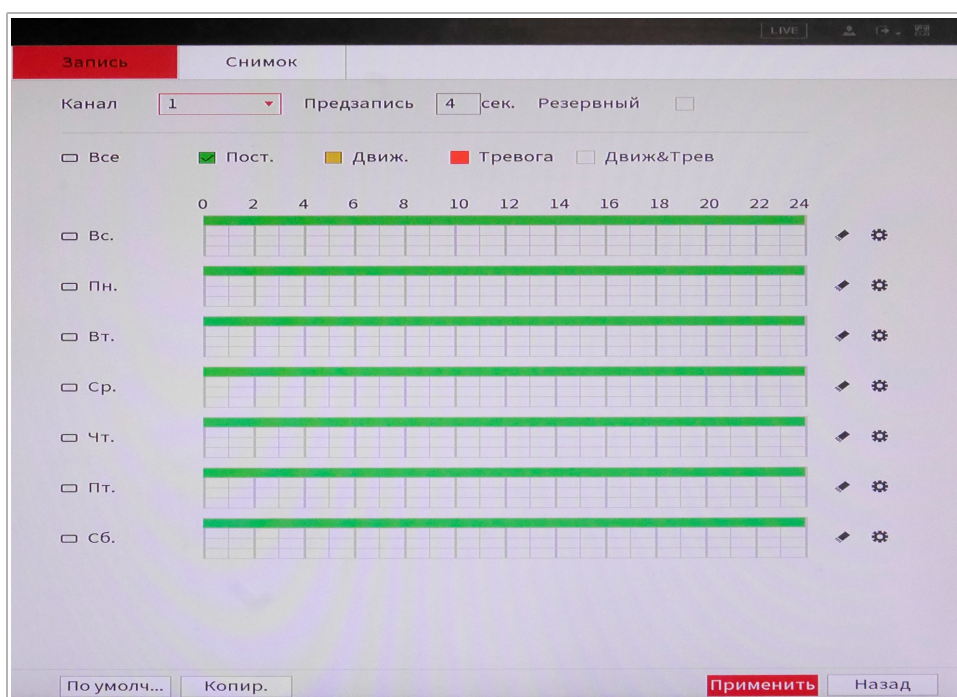 LIVE
Запись Снимок
Канал 1 Предзапись 4 сек. Резервный
Все Пост. Движ. Тревога Движ&Трев
0 2 4 6 8 10 12 14 16 18 20 22 24
Вс.
Пн.
Вт.
Ср.
Чт.
Пт.
Сб.
По умолч... Копир. Применить Назад